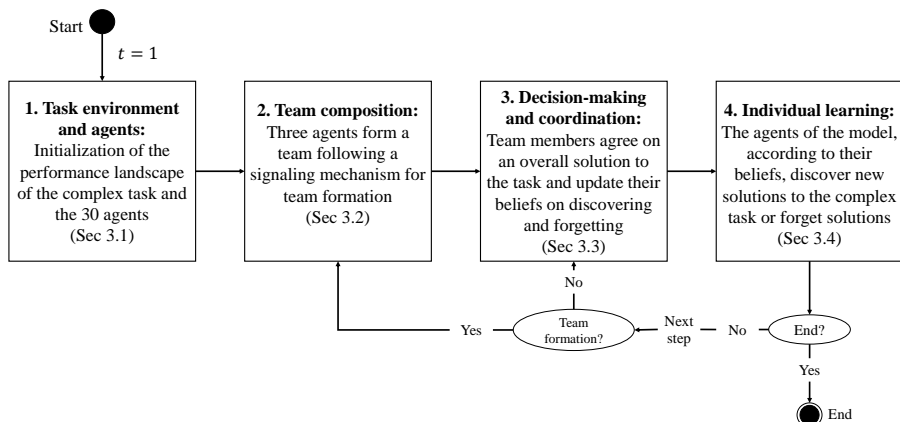 Start
t = 1
1. Task environment
and agents:
Initialization of the
performance landscape
of the complex task and
the 30 agents
(Sec 3.1)
2. Team composition:
Three agents form a
team following a
signaling mechanism for
team formation
(Sec 3.2)
3. Decision-making
and coordination:
Team members agree on
an overall solution to
the task and update their
beliefs on discovering
and forgetting
(Sec 3.3)
4. Individual learning:
The agents of the model,
according to their
beliefs, discover new
solutions to the complex
task or forget solutions
(Sec 3.4)
No
Yes
Team
formation?
Next
step
No
End?
Yes
End